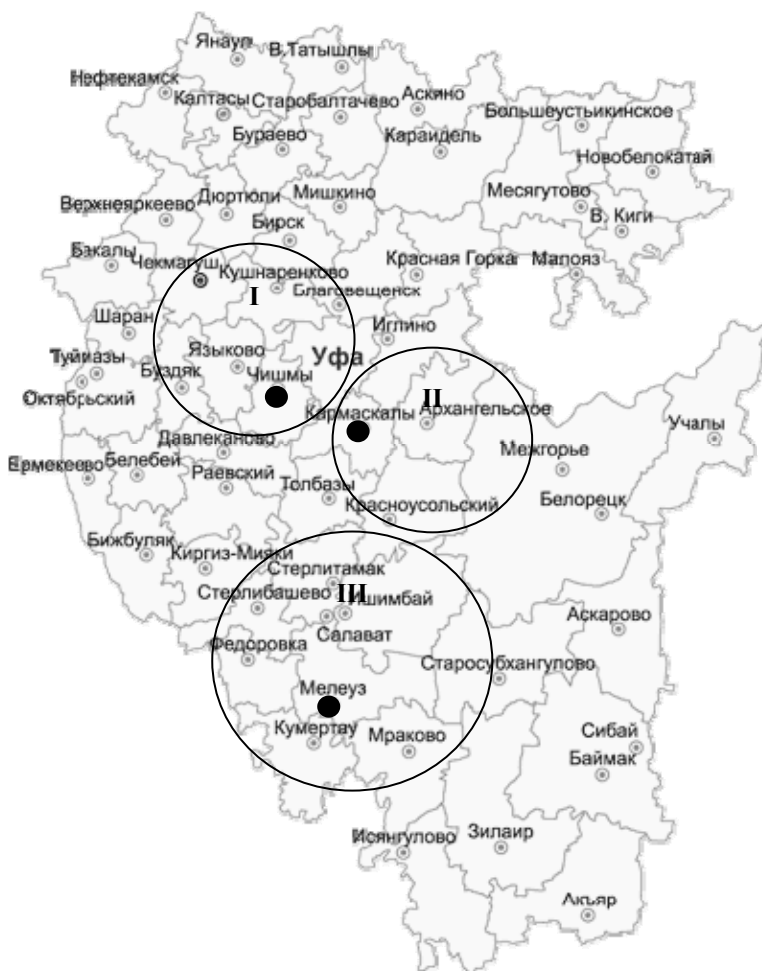 Янаул
В.Татышлы
Нефтекамск
Калтасы
Старобалтачево
Аскино
Большеустьикинское
Бураево
Караидель
Новобелокатай
Верхнеяркеево
Дюртюли
Мишкино
Месягутово
Бирск
В. Киги
Бакалы
Чекмагуш
Кушнаренково
Красная Горка
Малояз
I
Благовещенск
Шаран
Иглино
Туймазы
Языково
Уфа
Буздяк
Чишмы
II
Октябрьский
Кармаскалы
Архангельское
Учалы
Давлеканово
Межгорье
Ермекеево
Белебей
Раевский
Толбазы
Красноусольский
Белорецк
Бижбуляк
Киргиз-Мияки
Стерлитамак
Стерлибашево
III
Ишимбай
Аскарово
Салават
Федоровка
Старосубхангулово
Мелеуз
Кумертау
Мраково
Сибай
Баймак
Исянгулово
Зилаир
Акъяр